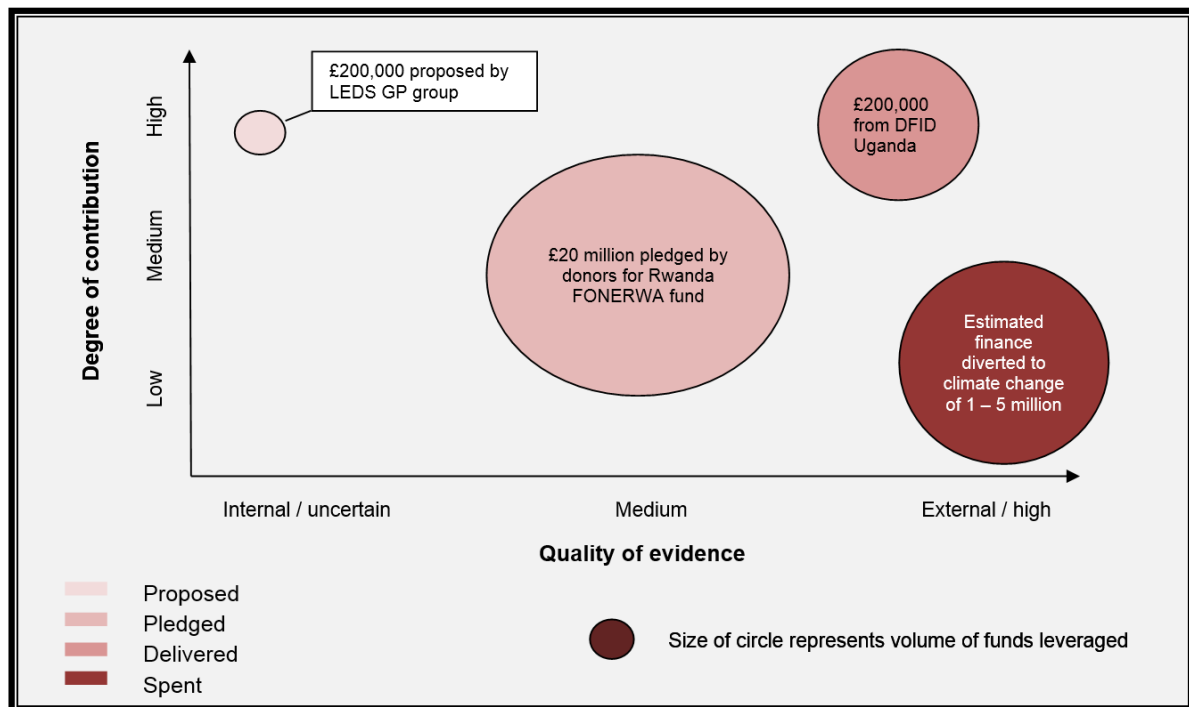 £200,000 proposed by
LEDS GP group
£200,000
from DFID
Uganda
£20 million pledged by
donors for Rwanda
FONERWA fund
Estimated
finance
diverted to
climate change
of 1 – 5 million
Degree of contribution
High
Medium
Low
Internal / uncertain
Medium
External / high
Quality of evidence
Proposed
Pledged
Delivered
Spent
Size of circle represents volume of funds leveraged